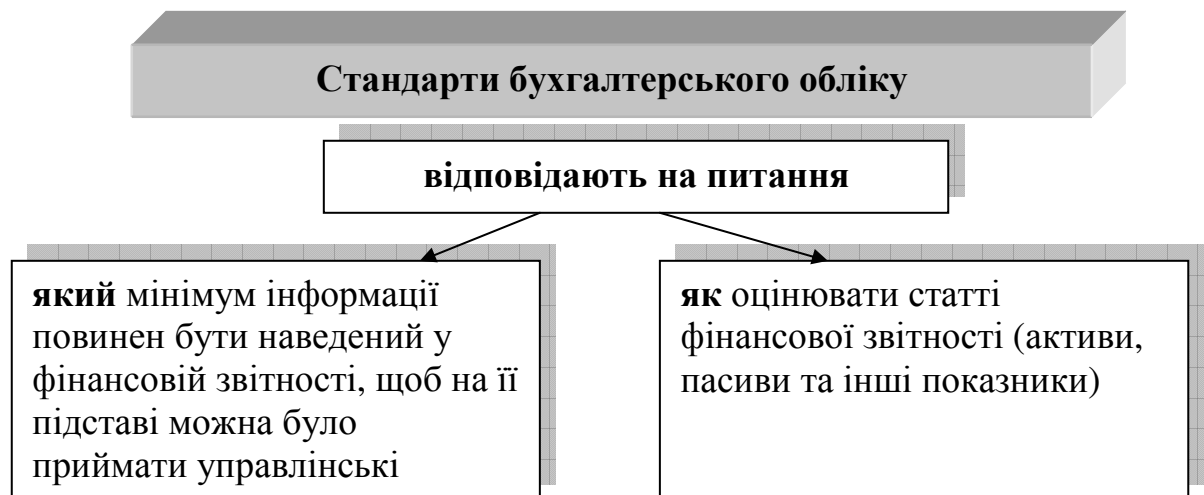 Стандарти бухгалтерського обліку
відповідають на питання
який мінімум інформації
повинен бути наведений у
фінансовій звітності, щоб на її
підставі можна було
приймати управлінські
як оцінювати статті
фінансової звітності (активи,
пасиви та інші показники)